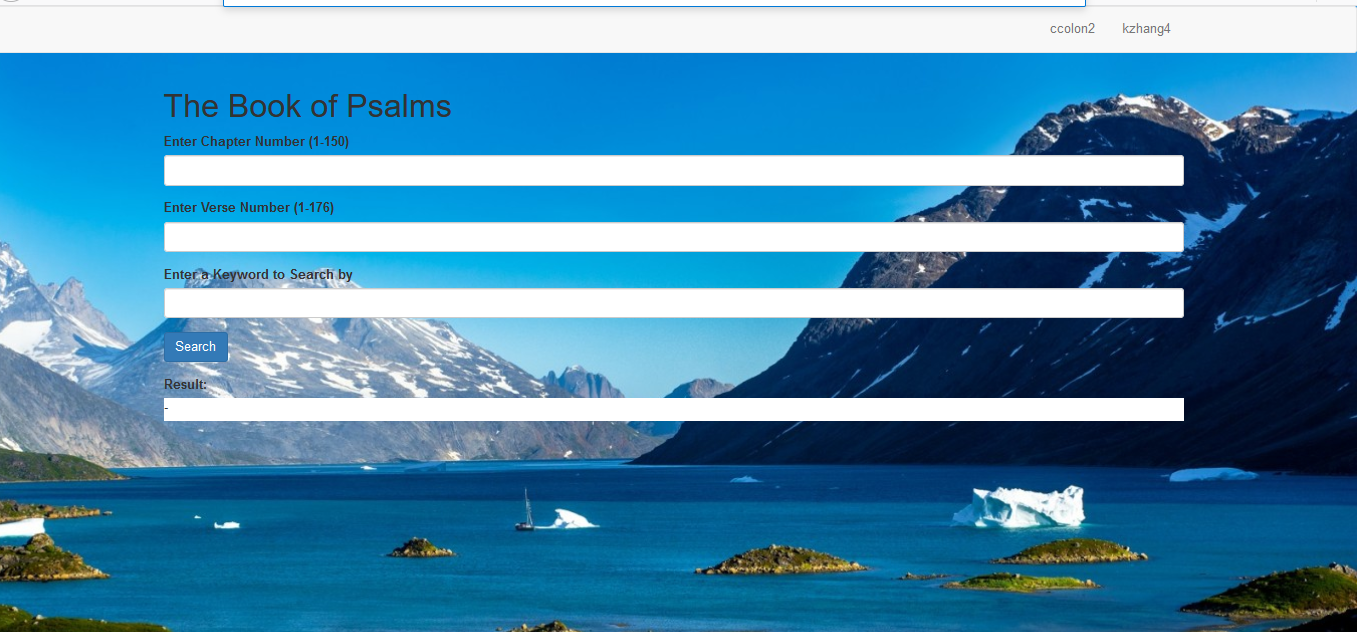 ccolon2 kzhang4
The Book of Psalms
Enter Chapter Number (1-150)
Enter Verse Number (1-176)
Enter a Keyword to Search by
Search
Result:
-